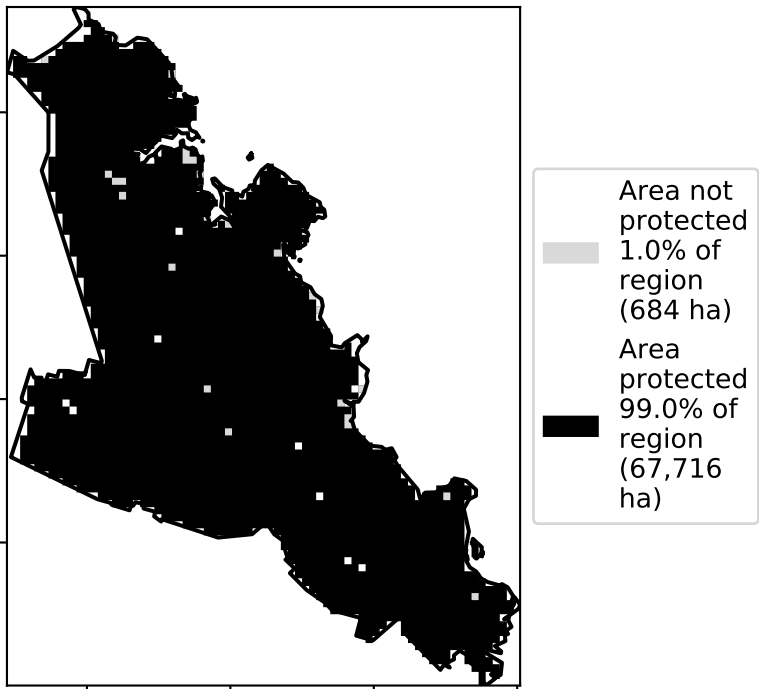 Area not
protected
1.0% of
region
(684 ha)
Area
protected
99.0% of
region
(67,716
ha)